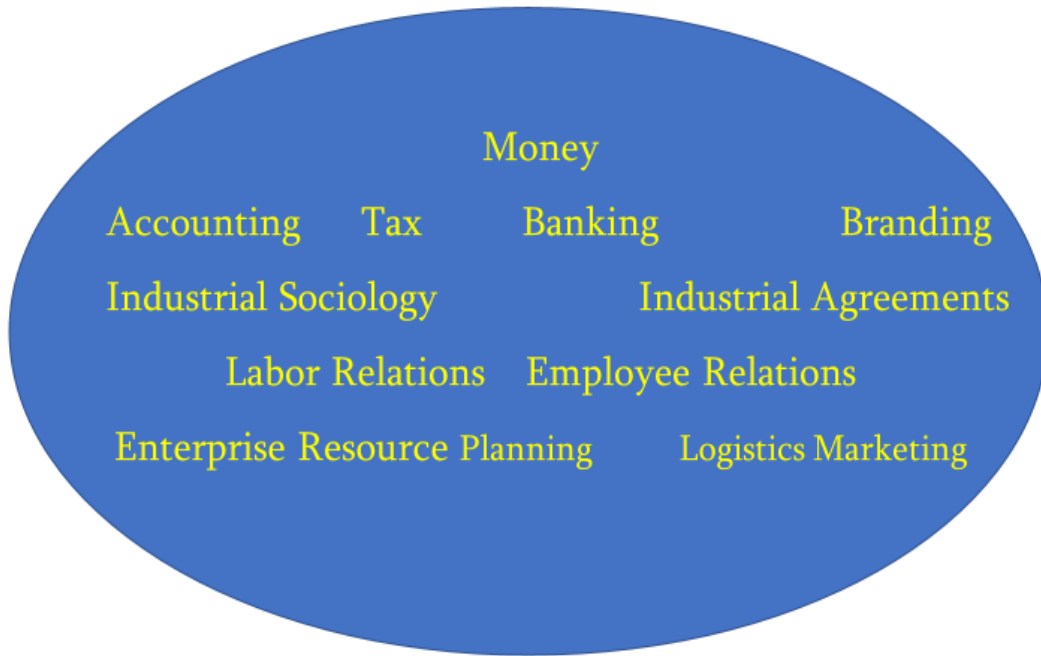 Money
Accounting Tax Banking Branding
Industrial Sociology Industrial Agreements
Labor Relations Employee Relations
Enterprise Resource Planning Logistics Marketing